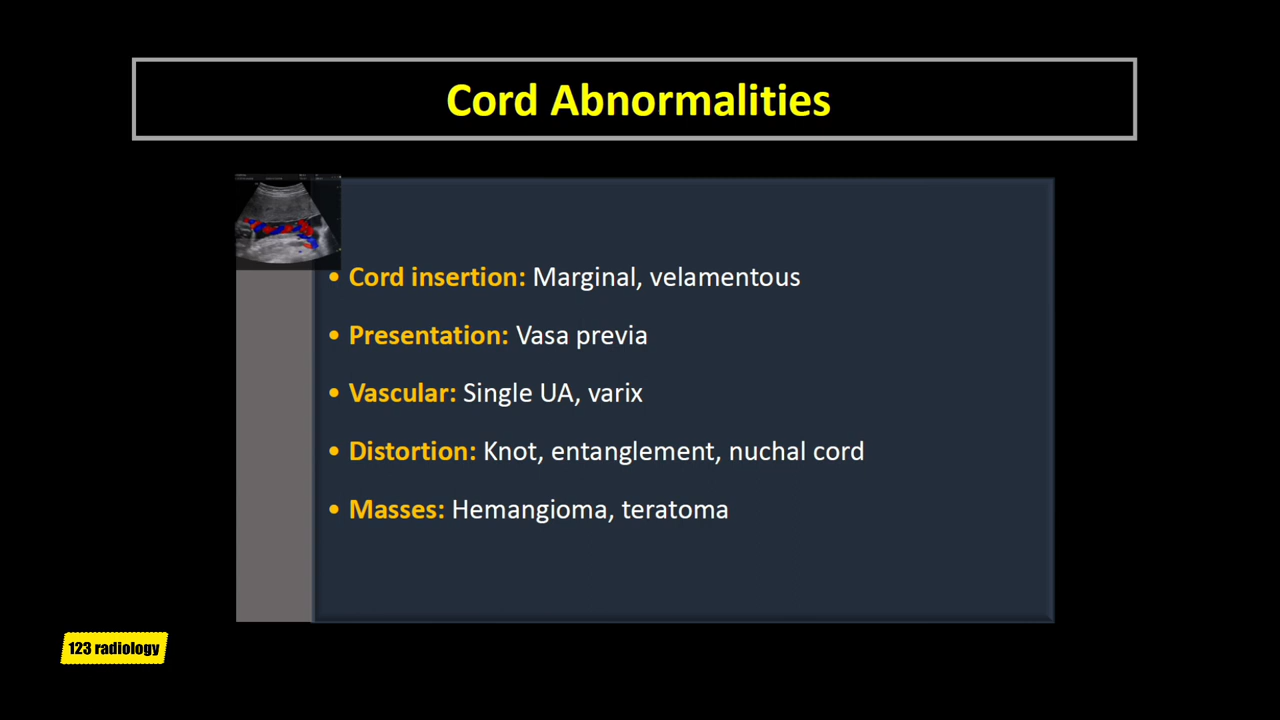 Cord Abnormalities
• Cord insertion: Marginal, velamentous
• Presentation: Vasa previa
• Vascular: Single UA, varix
• Distortion: Knot, entanglement, nuchal cord
• Masses: Hemangioma, teratoma
123 radiology